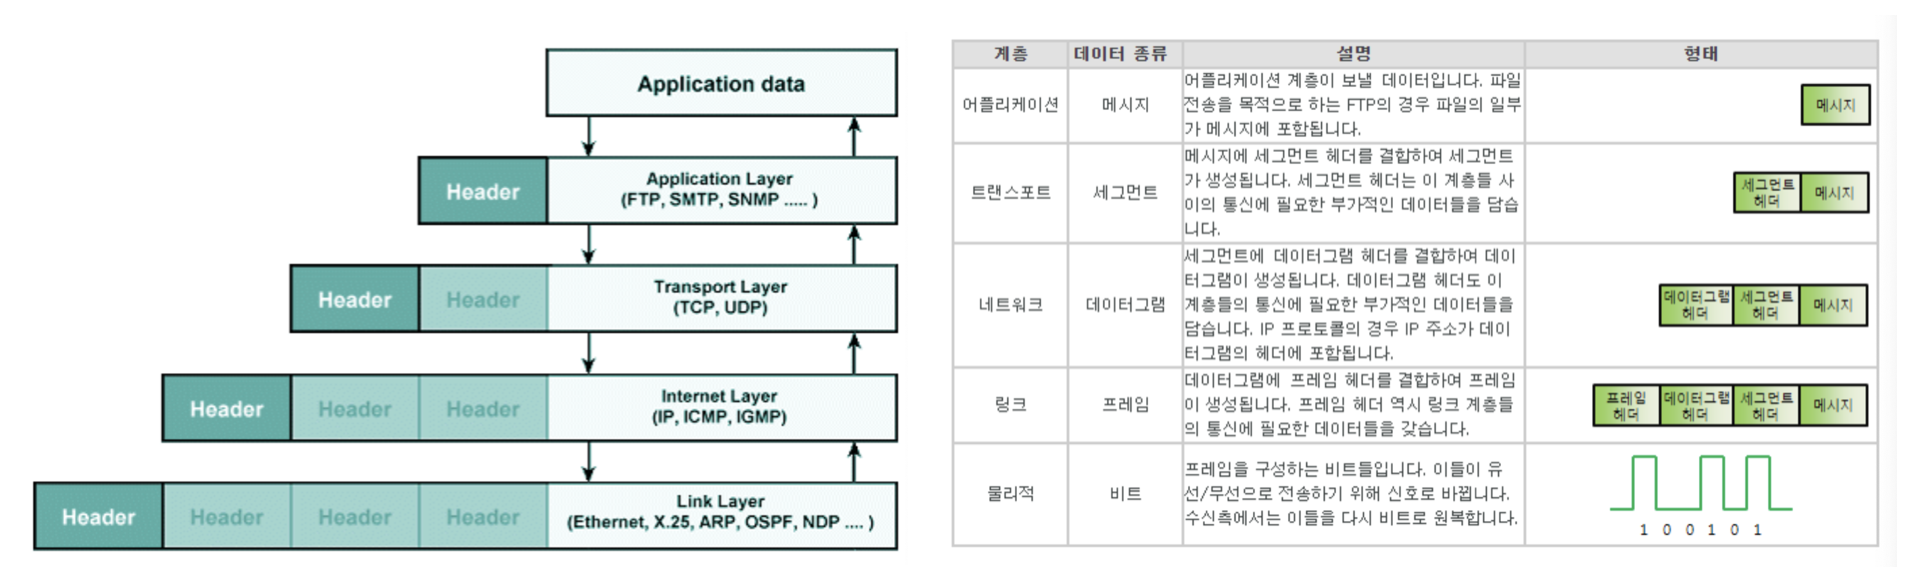 Application data
Header
Application Layer
(FTP, SMTP, SNMP ..... )
Header
Header
Transport Layer
(TCP, UDP)
Header
Header
Header
Internet Layer
(IP, ICMP, IGMP)
Header
Header
Header
Header
Link Layer
(Ethernet, X.25, ARP, OSPF, NDP .... )
계층 데이터 종류 설명 형태
어플리케이션
메시지
어플리케이션 계층이 보낼 데이터입니다. 파일
전송을 목적으로 하는 FTP의 경우 파일의 일부
가 메시지에 포함됩니다.
메시지
트랜스포트
세그먼트
메시지에 세그먼트 헤더를 결합하여 세그먼트
가 생성됩니다. 세그먼트 헤더는 이 계층들 사
이의 통신에 필요한 부가적인 데이터들을 담습
니다.
세그먼트
헤더
메시지
네트워크
데이터그램
세그먼트에 데이터그램 헤더를 결합하여 데이
터그램이 생성됩니다. 데이터그램 헤더도 이
계층들의 통신에 필요한 부가적인 데이터들을
담습니다. IP 프로토콜의 경우 IP 주소가 데이
터그램의 헤더에 포함됩니다.
데이터그램
헤더
세그먼트
헤더
메시지
링크
프레임
데이터그램에 프레임 헤더를 결합하여 프레임
이 생성됩니다. 프레임 헤더 역시 링크 계층들
의 통신에 필요한 데이터들을 갖습니다.
프레임
헤더
데이터그램
헤더
세그먼트
헤더
메시지
물리적
비트
프레임을 구성하는 비트들입니다. 이들이 유
선/무선으로 전송하기 위해 신호로 바뀝니다.
수신측에서는 이들을 다시 비트로 원복합니다.
1 0 0 1 0 1